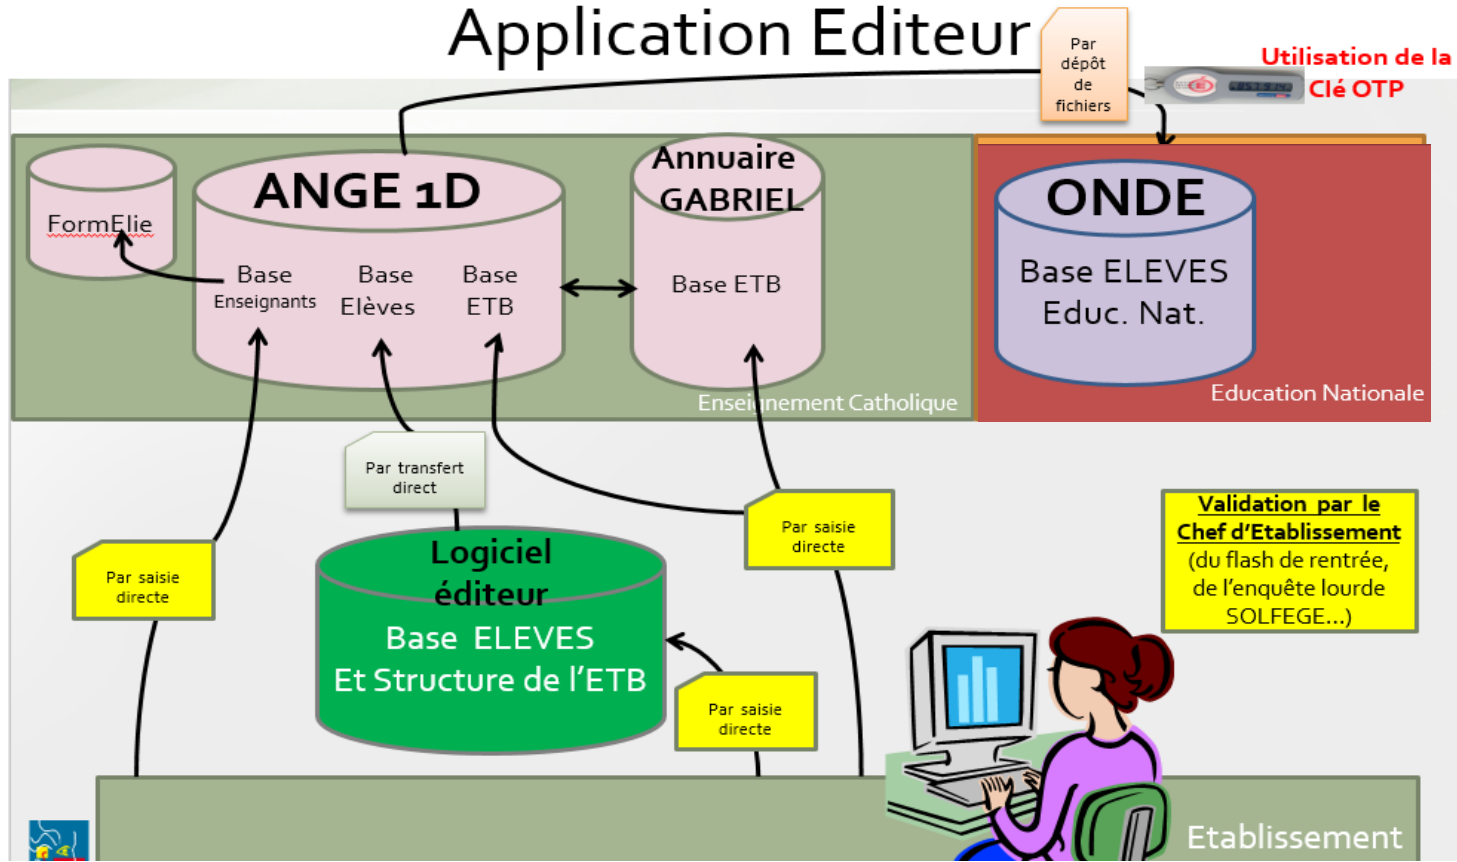 Application Editeur
Par
dépôt
de
fichiers
Utilisation de la
Clé OTP
FormElie
ANGE 1D
Base
Enseignants
Base
Elèves
Base
ETB
Annuaire
GABRIEL
Base ETB
Enseignement Catholique
ONDE
Base ELEVES
Educ. Nat.
Education Nationale
Par transfert
direct
Par saisie
directe
Par saisie
directe
Validation par le
Chef d’Etablissement
(du flash de rentrée,
de l’enquête lourde
SOLFEGE...)
Logiciel
éditeur
Base ELEVES
Et Structure de l’ETB
Par saisie
directe
Etablissement